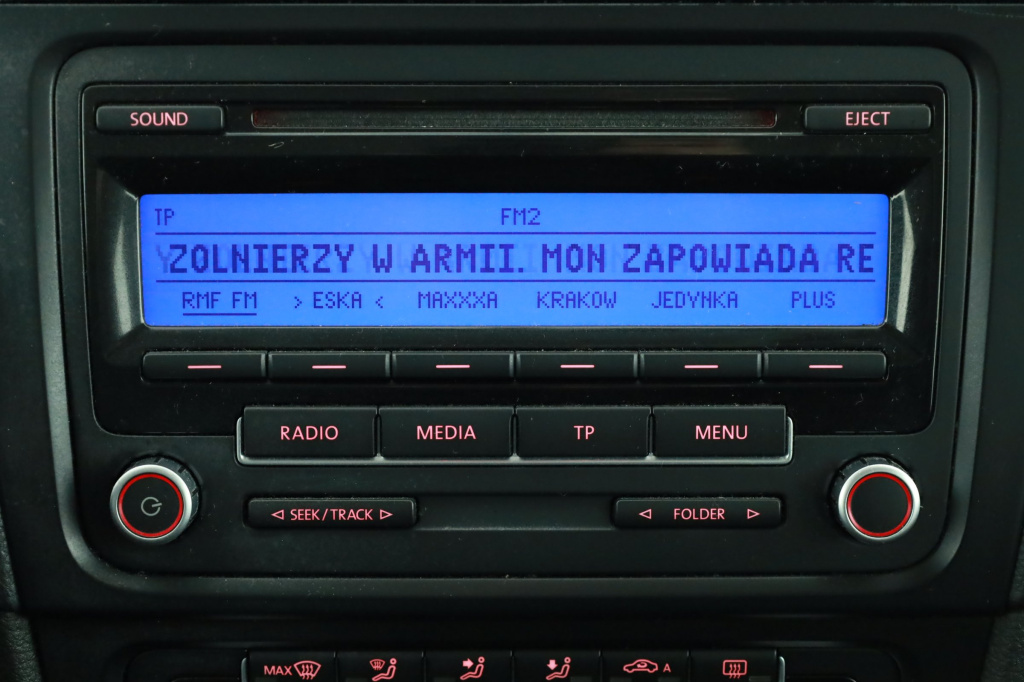 SOUND EJECT
TP FM2
ZOLNIERZY W ARMII. MON ZAPOWIADA RE
RMF FM > ESKA < MAXXXA KRAKOW JEDYNKA PLUS
RADIO MEDIA TP MENU
SEEK/TRACK FOLDER
MAX A